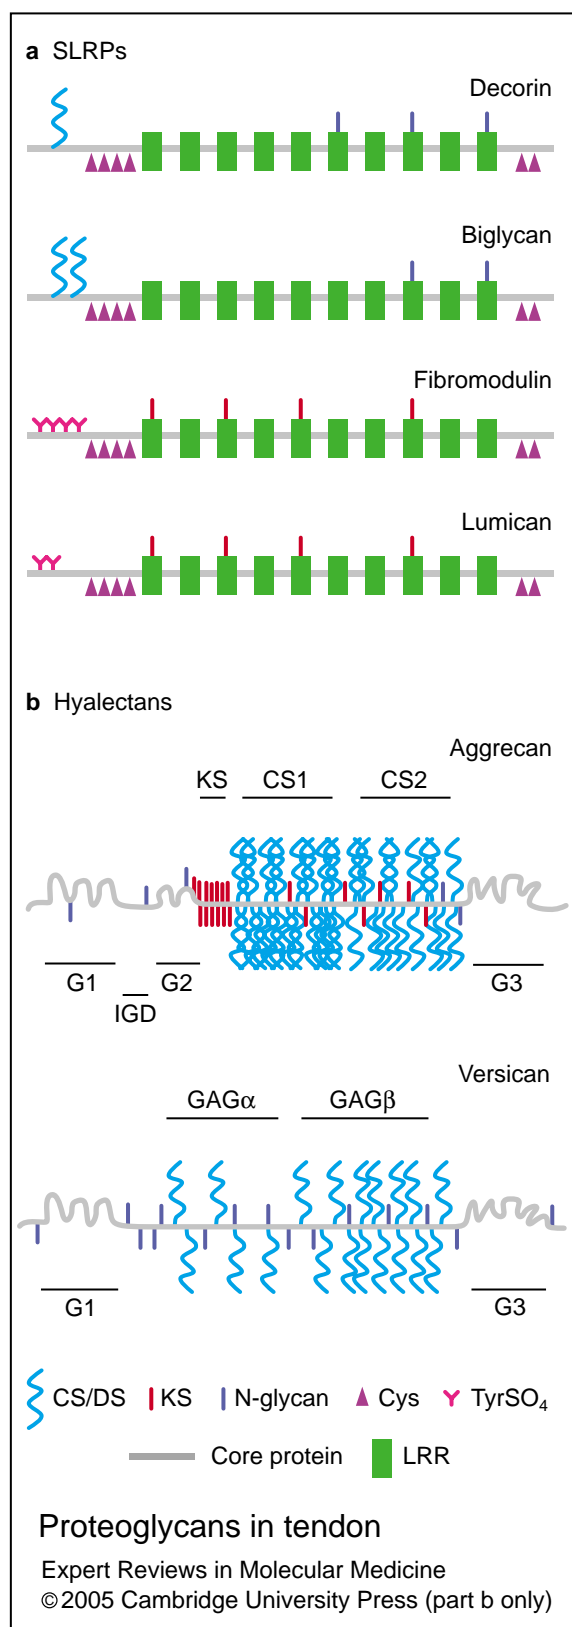 a SLRPs
Decorin
Biglycan
Fibromodulin
Lumican
b Hyalectans
Aggrecan
KS CS1 CS2
G1 G2 G3
IGD
Versican
GAGα GAGβ
G1 G3
CS/DS KS N-glycan Cys TyrSO₄
Core protein LRR
Proteoglycans in tendon
Expert Reviews in Molecular Medicine
©2005 Cambridge University Press (part b only)